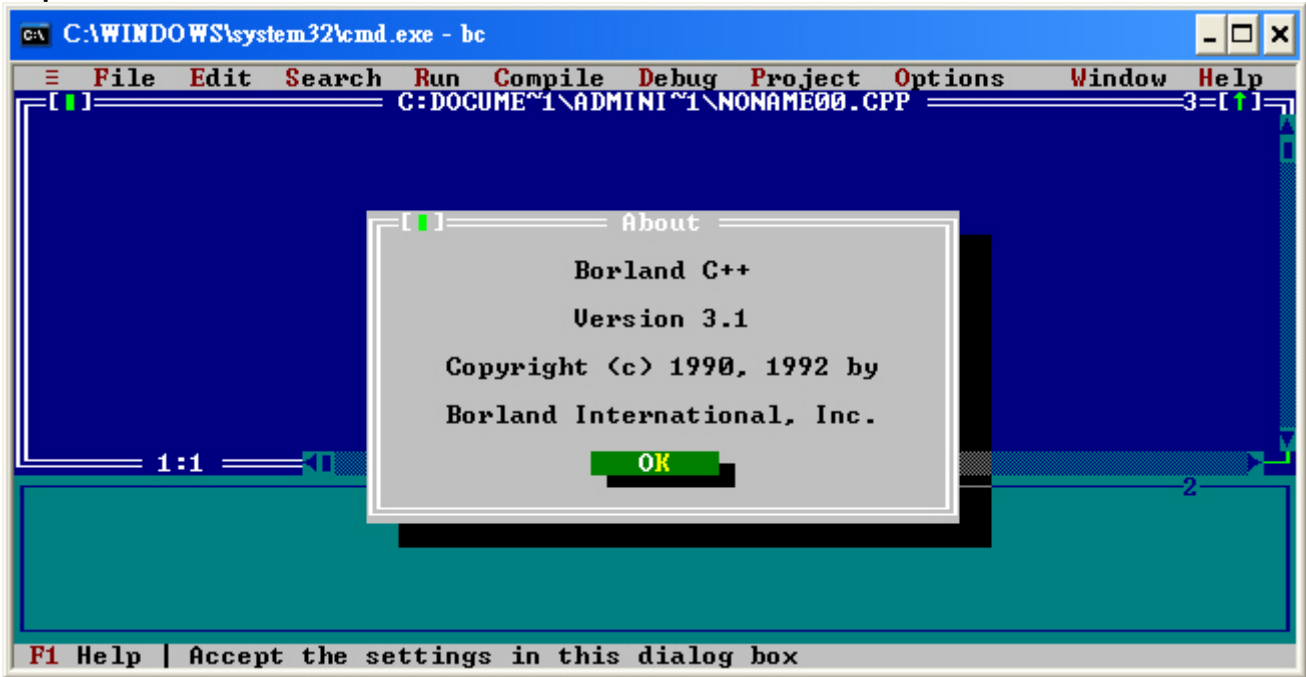 C:\WINDOWS\system32\cmd.exe - bc
≡ File Edit Search Run Compile Debug Project Options Window Help
[▮] C:DOCUME~1\ADMINI~1\NONAME00.CPP 3=[↑]
[▮] About
Borland C++
Version 3.1
Copyright (c) 1990, 1992 by
Borland International, Inc.
OK
1:1
2
F1 Help | Accept the settings in this dialog box